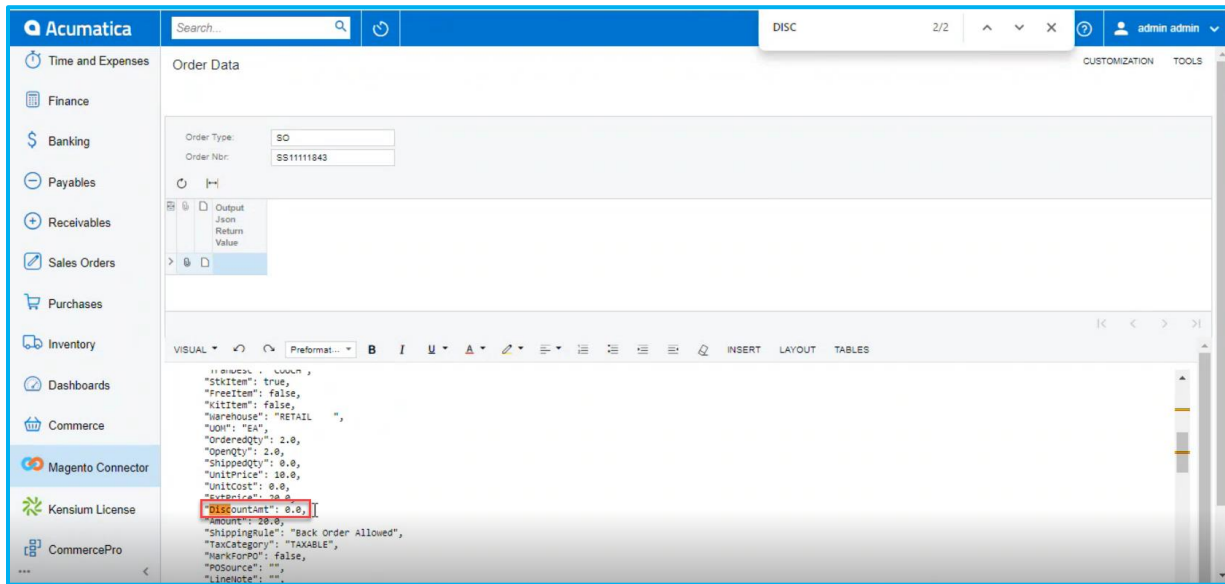 Acumatica
Search...
DISC
2/2
admin admin
Time and Expenses
Order Data
CUSTOMIZATION
TOOLS
Finance
Order Type:
SO
Banking
Order Nbr:
SS11111843
Payables
Output
Json
Return
Value
Receivables
Sales Orders
Purchases
Inventory
VISUAL
Preformat...
B
I
U
A
INSERT
LAYOUT
TABLES
"StkItem": true,
"FreeItem": false,
"KitItem": false,
"Warehouse": "RETAIL    ",
"UOM": "EA",
"OrderedQty": 2.0,
"OpenQty": 2.0,
"ShippedQty": 0.0,
"UnitPrice": 10.0,
"UnitCost": 0.0,
"ExtPrice": 20.0,
"DiscountAmt": 0.0,
"Amount": 20.0,
"ShippingRule": "Back Order Allowed",
"TaxCategory": "TAXABLE",
"MarkForPO": false,
"POSource": "",
"LineNote": "",
Dashboards
Commerce
Magento Connector
Kensium License
CommercePro